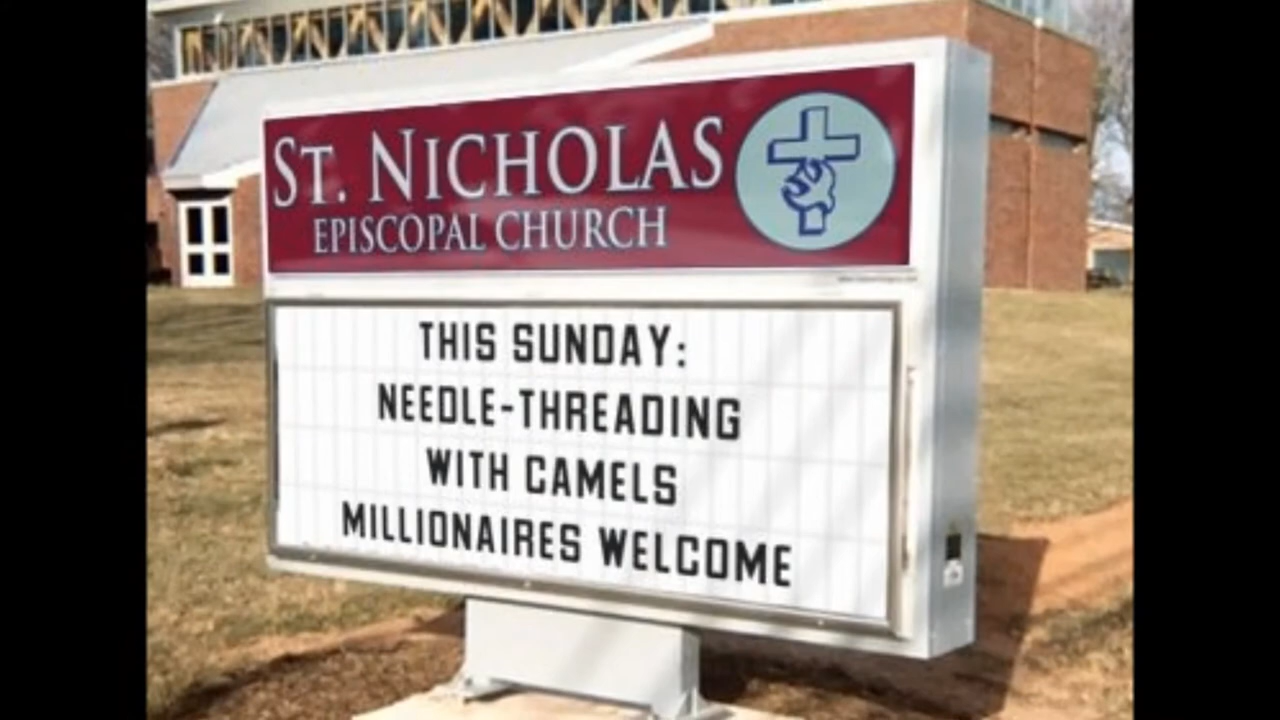 St. Nicholas
Episcopal Church
THIS SUNDAY:
NEEDLE-THREADING
WITH CAMELS
MILLIONAIRES WELCOME